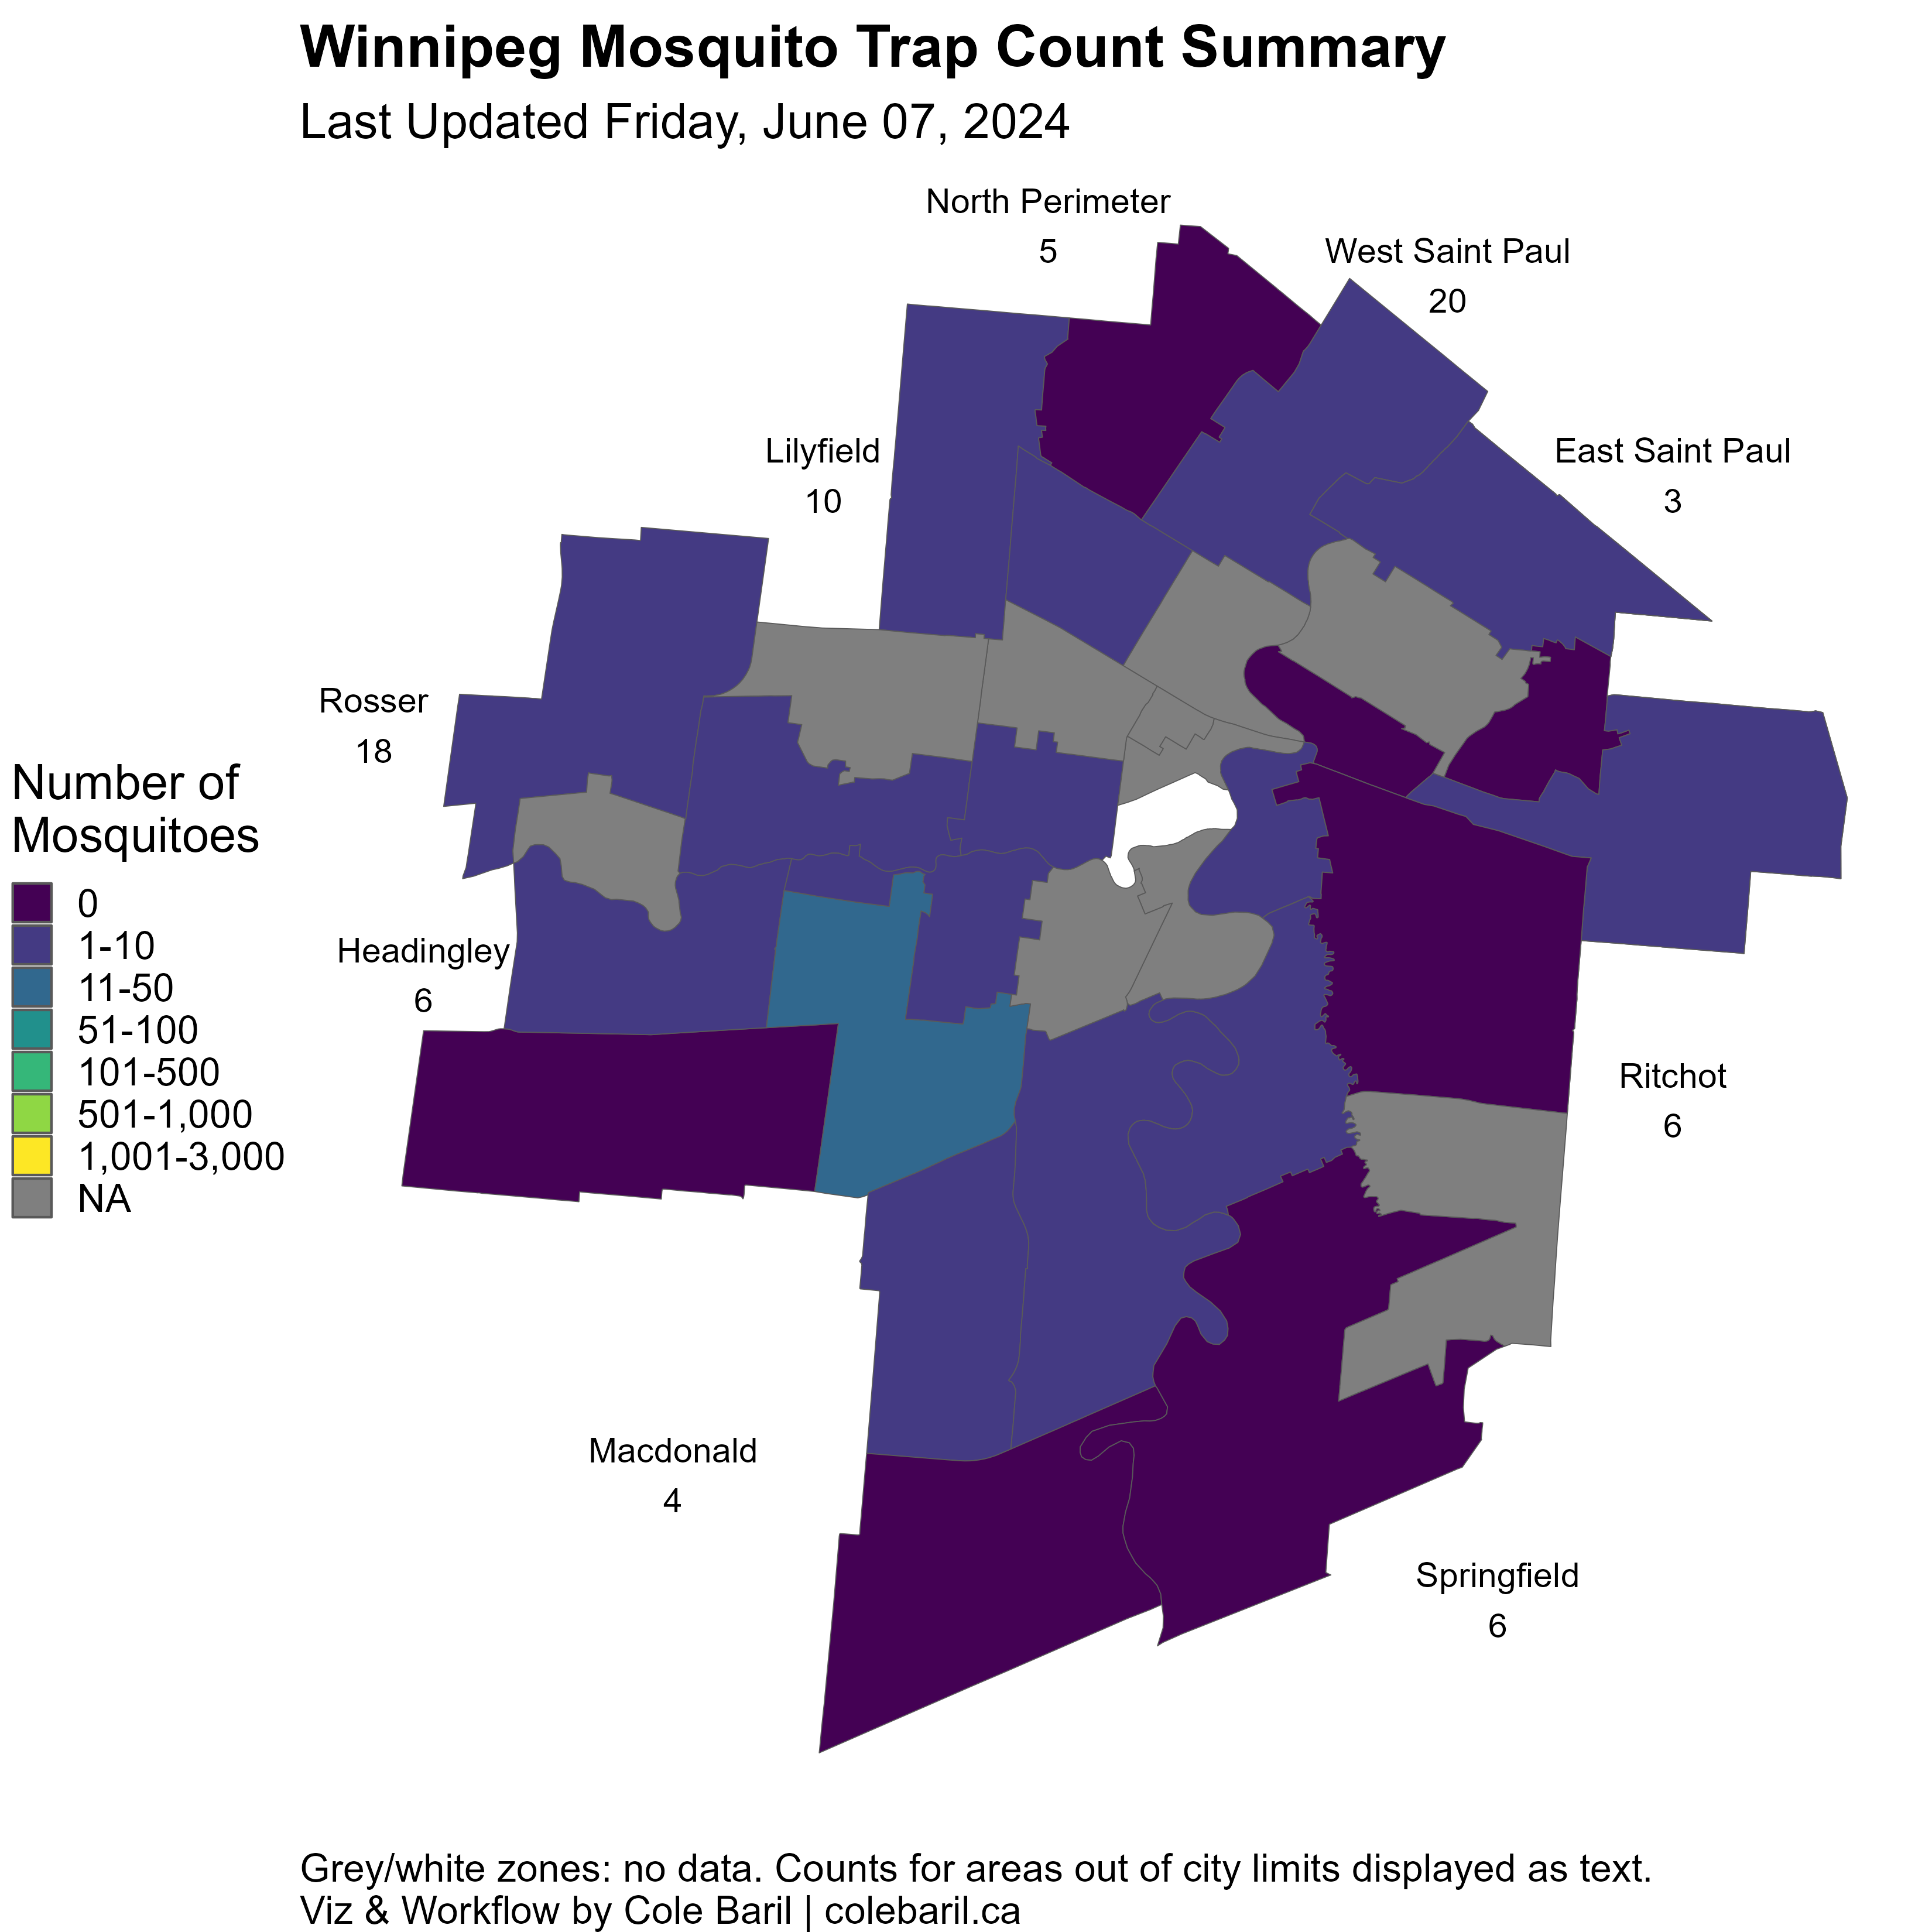 Winnipeg Mosquito Trap Count Summary
Last Updated Friday, June 07, 2024
North Perimeter
5
West Saint Paul
20
Lilyfield
10
East Saint Paul
3
Rosser
18
Headingley
6
Ritchot
6
Macdonald
4
Springfield
6
Number of
Mosquitoes
0
1-10
11-50
51-100
101-500
501-1,000
1,001-3,000
NA
Grey/white zones: no data. Counts for areas out of city limits displayed as text.
Viz & Workflow by Cole Baril | colebaril.ca